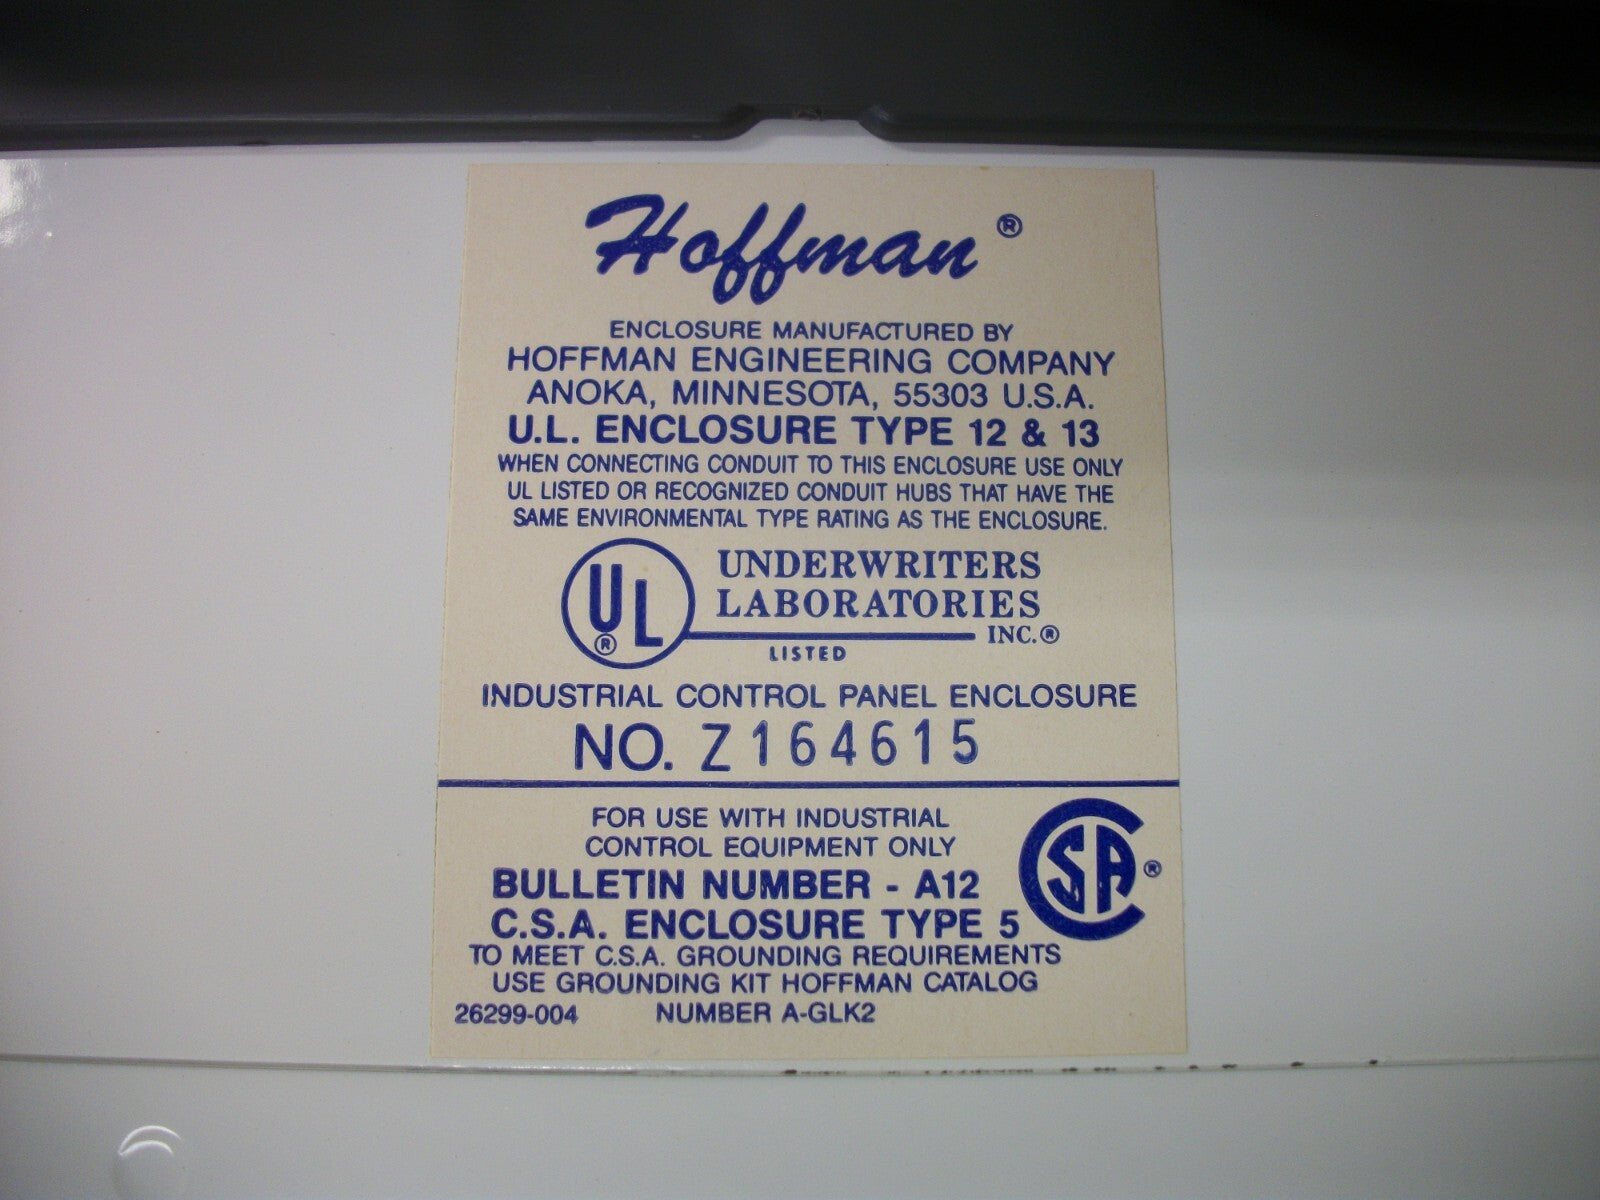 Hoffman ®
ENCLOSURE MANUFACTURED BY
HOFFMAN ENGINEERING COMPANY
ANOKA, MINNESOTA, 55303 U.S.A.
U.L. ENCLOSURE TYPE 12 & 13
WHEN CONNECTING CONDUIT TO THIS ENCLOSURE USE ONLY
UL LISTED OR RECOGNIZED CONDUIT HUBS THAT HAVE THE
SAME ENVIRONMENTAL TYPE RATING AS THE ENCLOSURE.
UL ®
UNDERWRITERS
LABORATORIES
INC.®
LISTED
INDUSTRIAL CONTROL PANEL ENCLOSURE
NO. Z164615
FOR USE WITH INDUSTRIAL
CONTROL EQUIPMENT ONLY
BULLETIN NUMBER - A12
C.S.A. ENCLOSURE TYPE 5
CSA ®
TO MEET C.S.A. GROUNDING REQUIREMENTS
USE GROUNDING KIT HOFFMAN CATALOG
26299-004 NUMBER A-GLK2